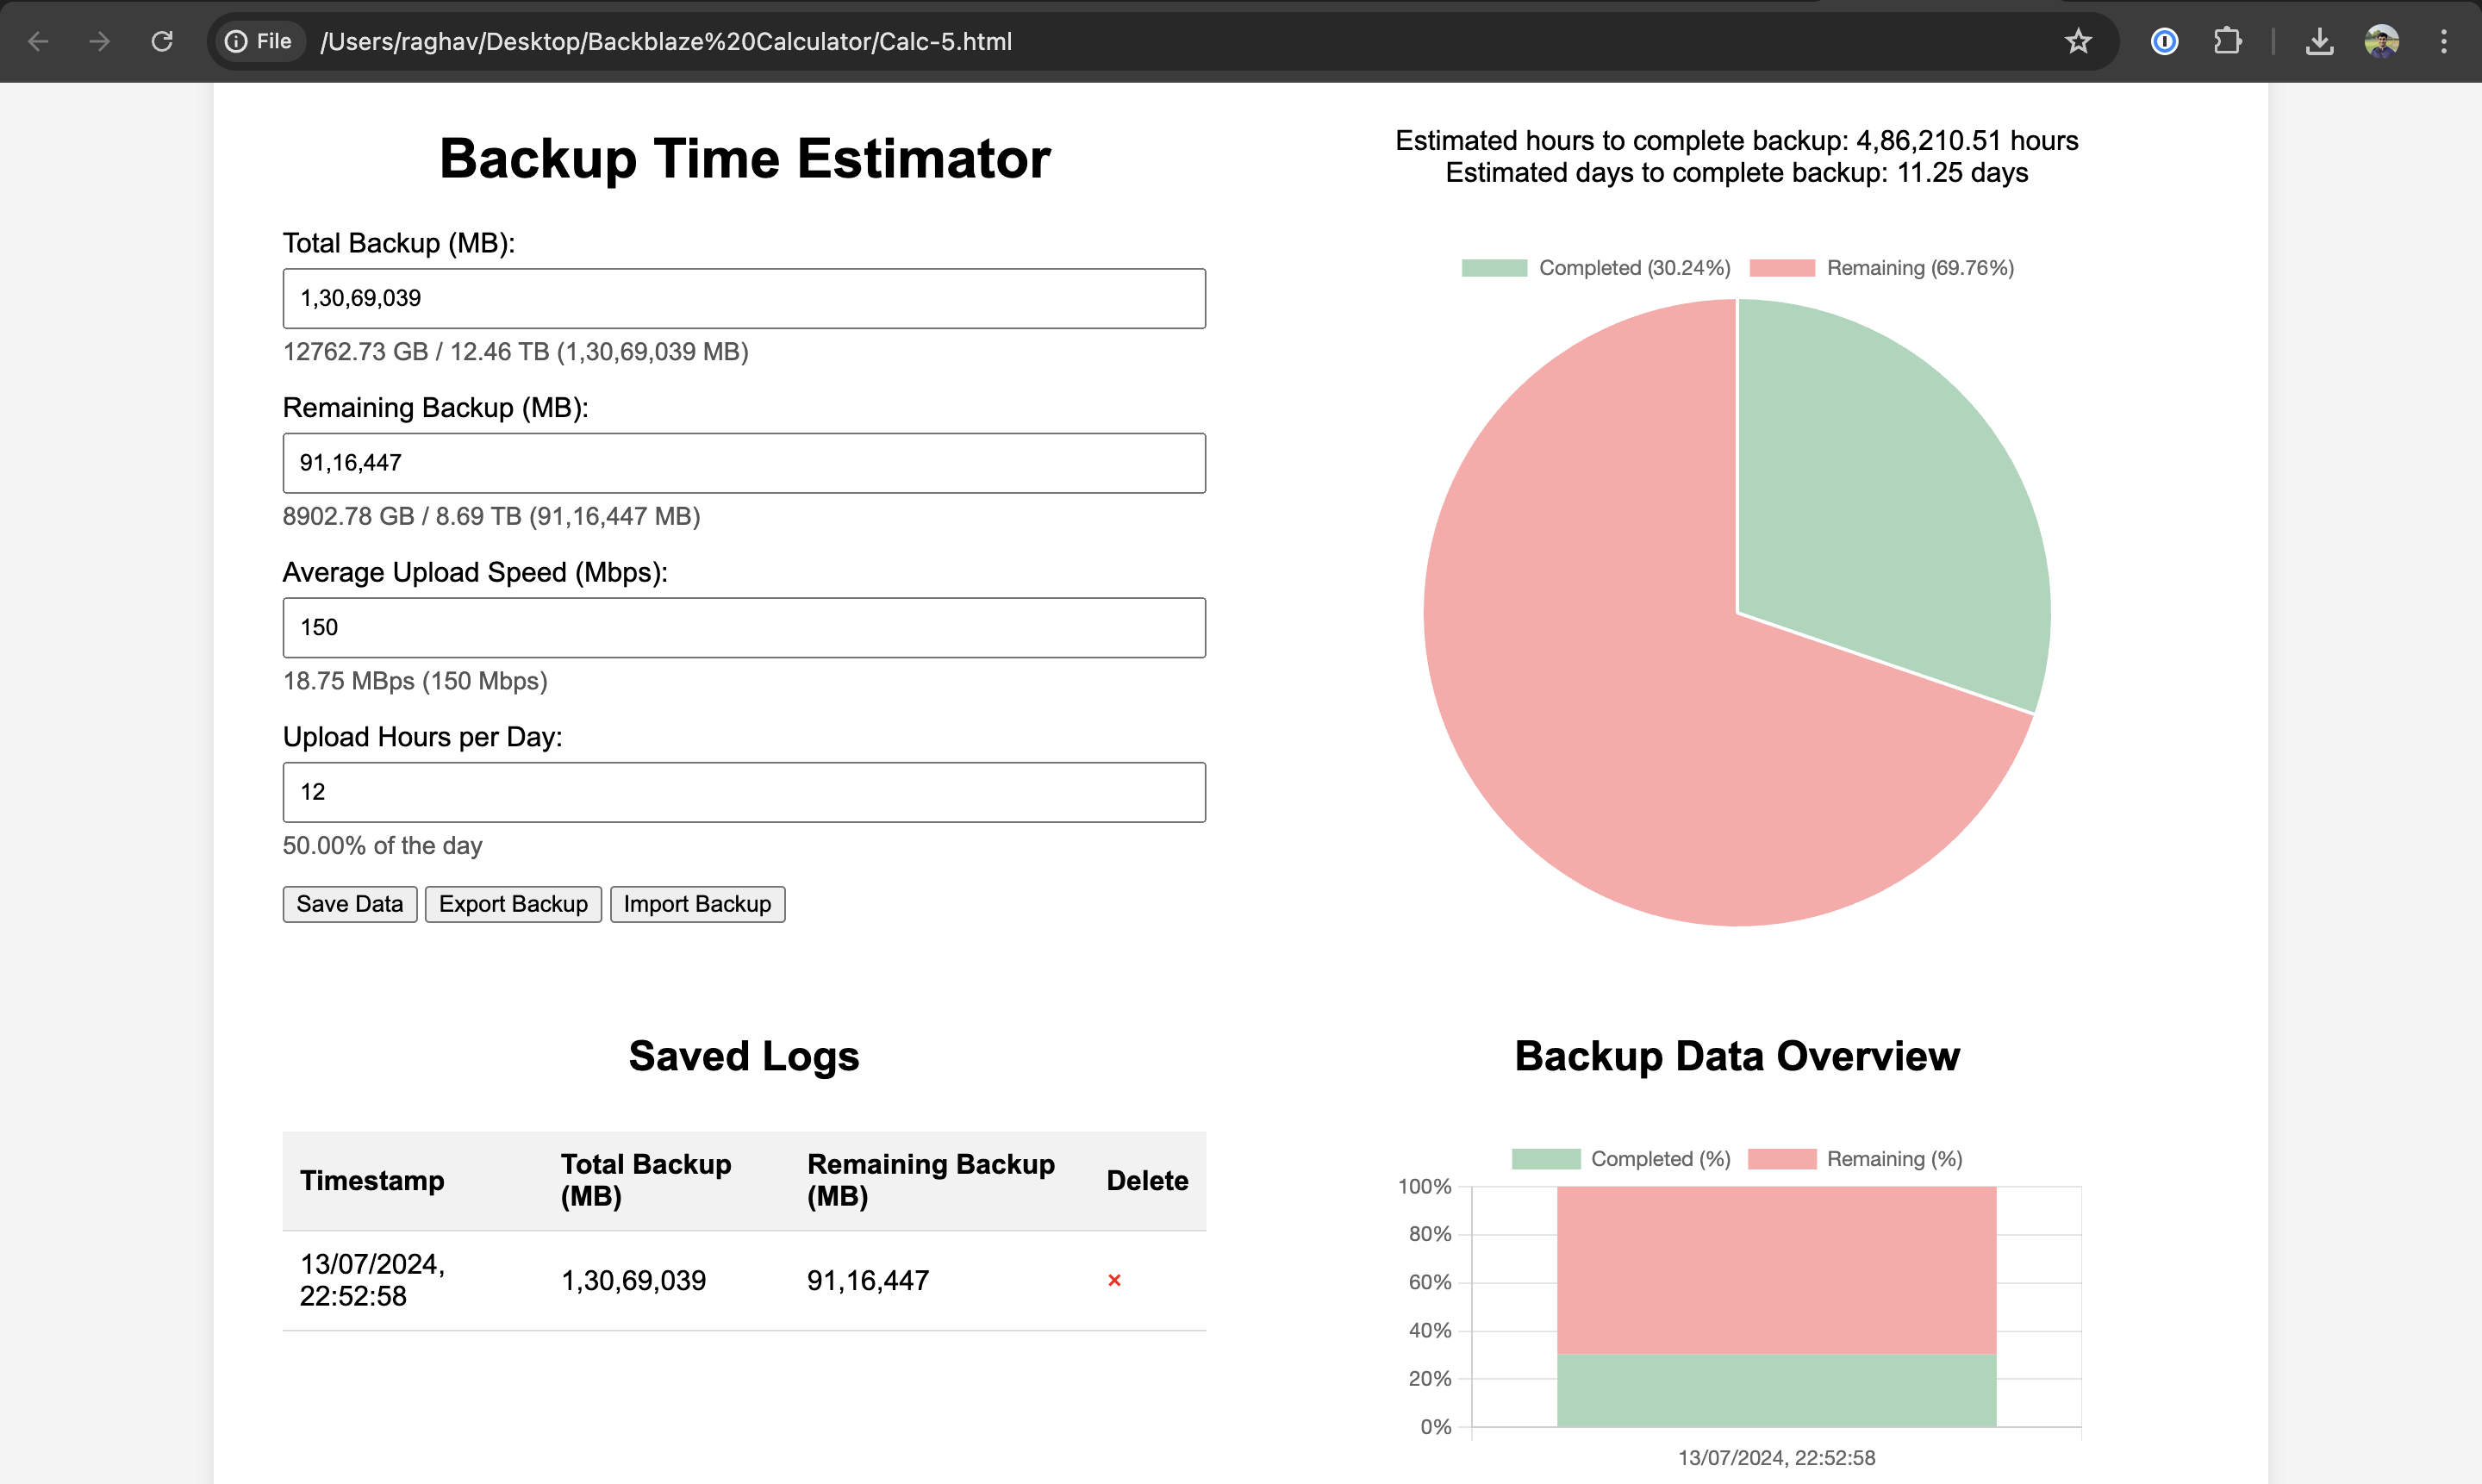 File
/Users/raghav/Desktop/Backblaze%20Calculator/Calc-5.html
Backup Time Estimator
Total Backup (MB):
1,30,69,039
12762.73 GB / 12.46 TB (1,30,69,039 MB)
Remaining Backup (MB):
91,16,447
8902.78 GB / 8.69 TB (91,16,447 MB)
Average Upload Speed (Mbps):
150
18.75 MBps (150 Mbps)
Upload Hours per Day:
12
50.00% of the day
Save Data
Export Backup
Import Backup
Estimated hours to complete backup: 4,86,210.51 hours
Estimated days to complete backup: 11.25 days
Completed (30.24%)
Remaining (69.76%)
Saved Logs
Timestamp
Total Backup
(MB)
Remaining Backup
(MB)
Delete
13/07/2024,
22:52:58
1,30,69,039
91,16,447
×
Backup Data Overview
Completed (%)
Remaining (%)
100%
80%
60%
40%
20%
0%
13/07/2024, 22:52:58